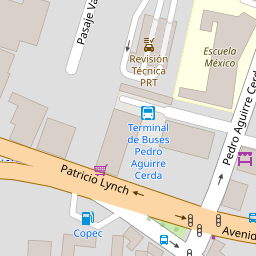 Pasaje Va
Revisión
Técnica
PRT
Escuela
México
Terminal
de Buses
Pedro
Aguirre
Cerda
Pedro Aguirre Cerd
Patricio Lynch
Copec
Avenid